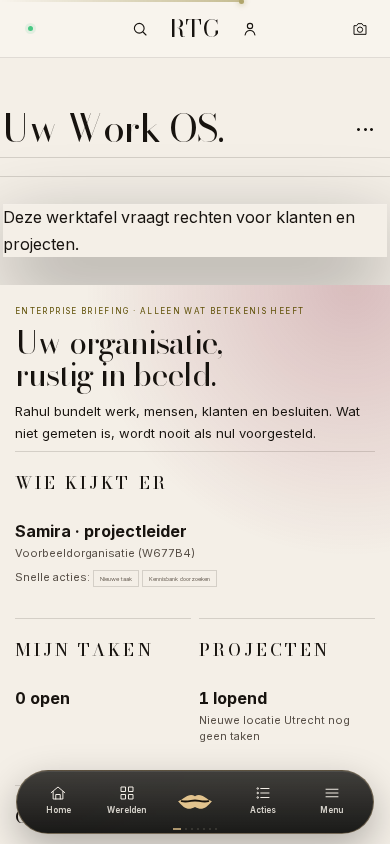 RTG
Uw Work OS.
Deze werktafel vraagt rechten voor klanten en
projecten.
ENTERPRISE BRIEFING · ALLEEN WAT BETEKENIS HEEFT
Uw organisatie,
rustig in beeld.
Rahul bundelt werk, mensen, klanten en besluiten. Wat
niet gemeten is, wordt nooit als nul voorgesteld.
WIE KIJKT ER
Samira · projectleider
Voorbeeldorganisatie (W677B4)
Snelle acties: Nieuwe taak Kennisbank doorzoeken
MIJN TAKEN
0 open
PROJECTEN
1 lopend
Nieuwe locatie Utrecht nog
geen taken
Home Werelden Acties Menu